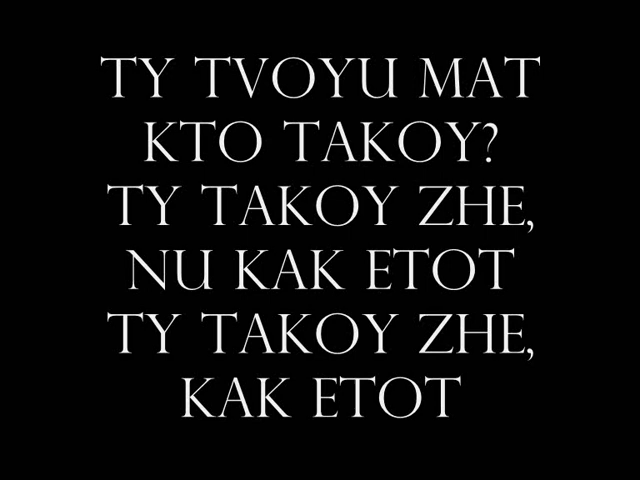 TY TVOYU MAT
KTO TAKOY?
TY TAKOY ZHE,
NU KAK ETOT
TY TAKOY ZHE,
KAK ETOT